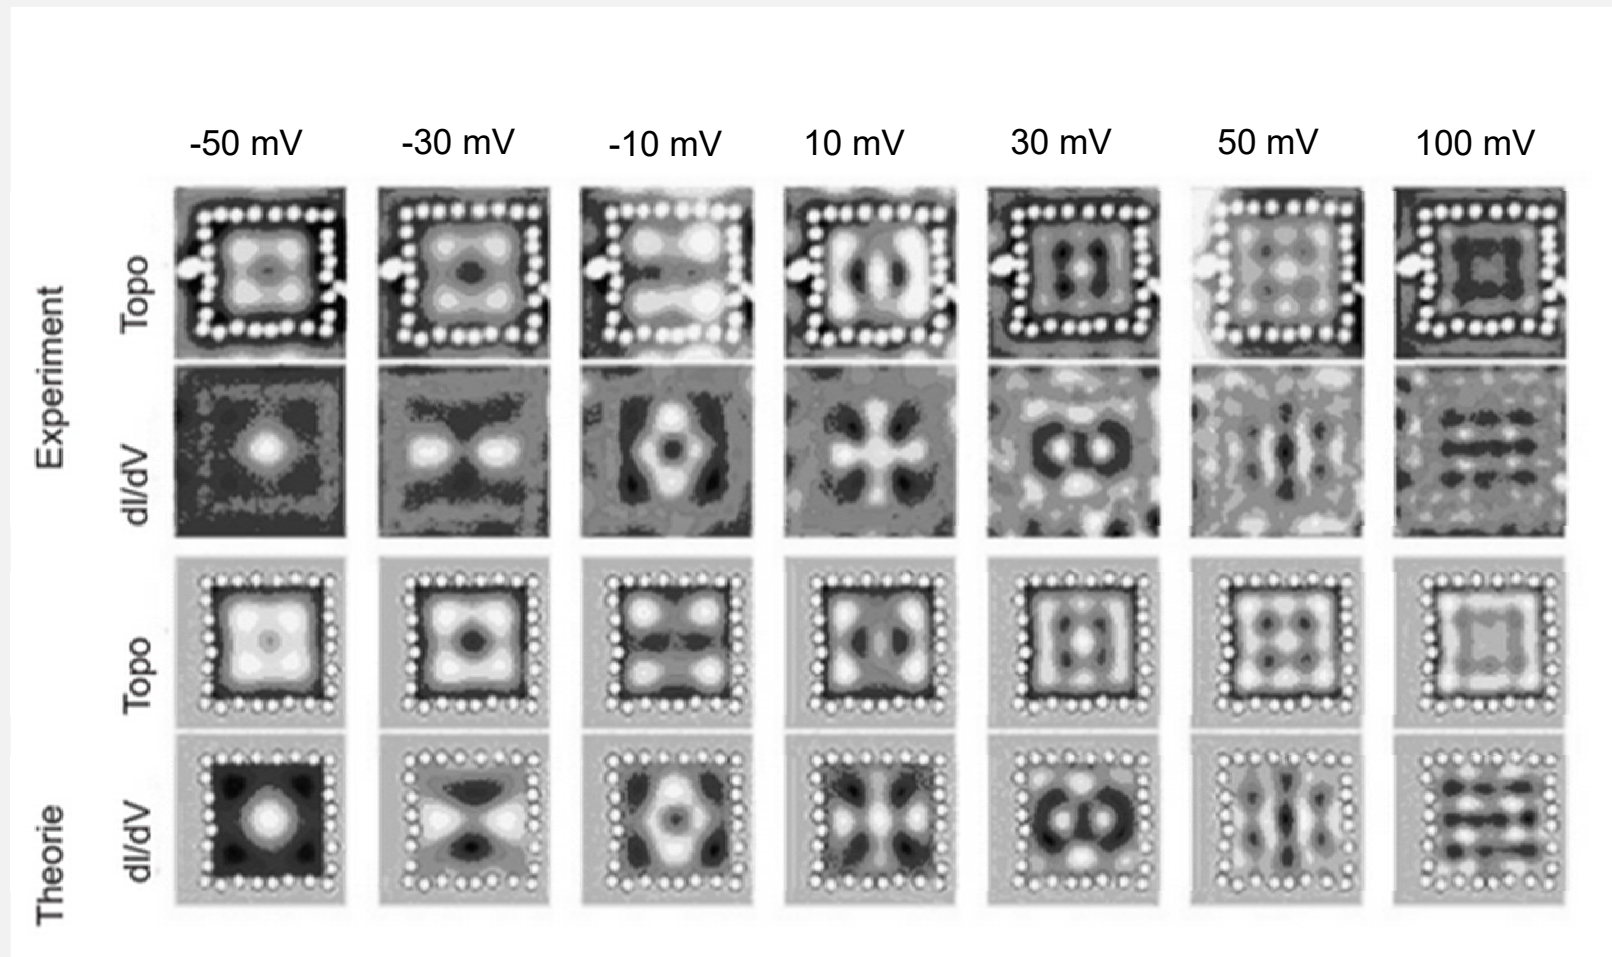 -50 mV -30 mV -10 mV 10 mV 30 mV 50 mV 100 mV
Experiment
Topo
dI/dV
Theorie
Topo
dI/dV